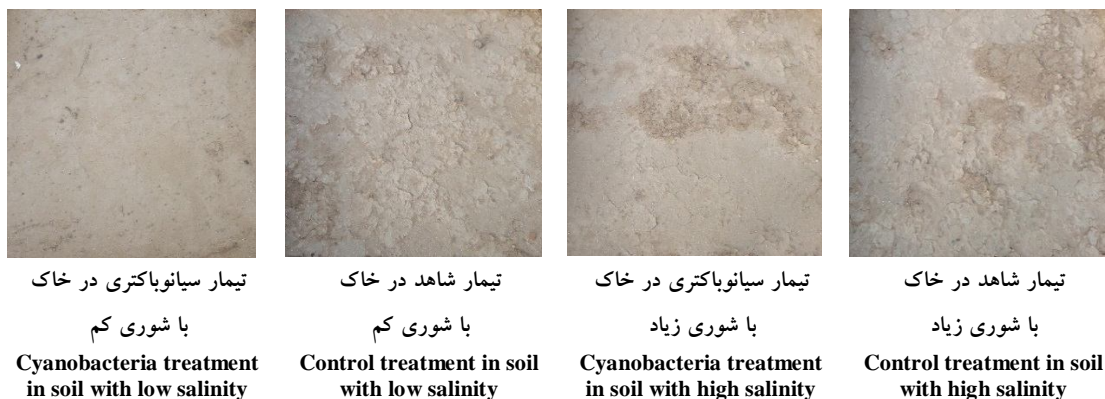 تیمار سیانوباکتری در خاک
با شوری کم
Cyanobacteria treatment
in soil with low salinity
تیمار شاهد در خاک
با شوری کم
Control treatment in soil
with low salinity
تیمار سیانوباکتری در خاک
با شوری زیاد
Cyanobacteria treatment
in soil with high salinity
تیمار شاهد در خاک
با شوری زیاد
Control treatment in soil
with high salinity